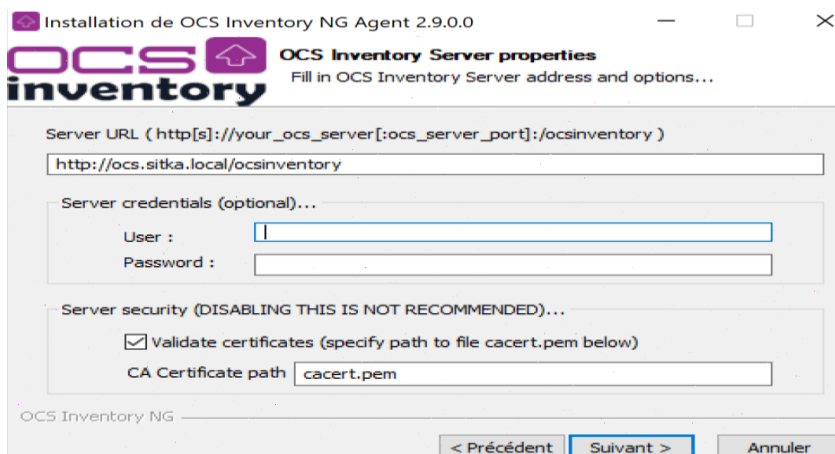 Installation de OCS Inventory NG Agent 2.9.0.0
OCS
inventory
OCS Inventory Server properties
Fill in OCS Inventory Server address and options...
Server URL ( http[s]://your_ocs_server[:ocs_server_port]:/ocsinventory )
http://ocs.sitka.local/ocsinventory
Server credentials (optional)...
User :
Password :
Server security (DISABLING THIS IS NOT RECOMMENDED)...
Validate certificates (specify path to file cacert.pem below)
CA Certificate path cacert.pem
OCS Inventory NG
< Précédent Suivant > Annuler